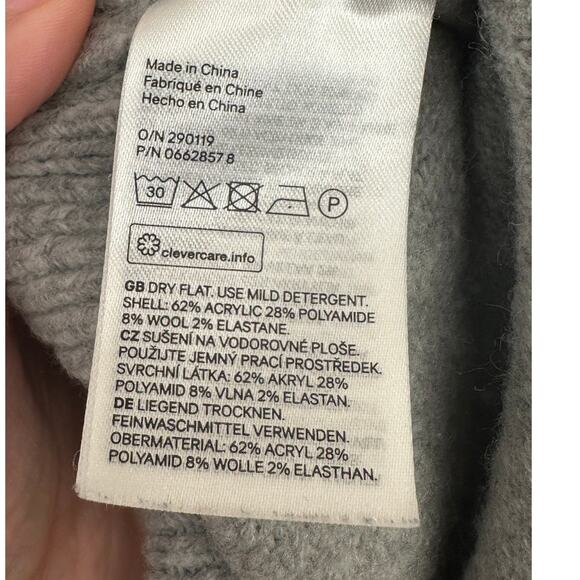 Made in China
Fabriqué en Chine
Hecho en China
O/N 290119
P/N 0662857 8
30
P
clevercare.info
GB DRY FLAT. USE MILD DETERGENT.
SHELL: 62% ACRYLIC 28% POLYAMIDE
8% WOOL 2% ELASTANE.
CZ SUŠENÍ NA VODOROVNÉ PLOŠE.
POUŽIJTE JEMNÝ PRACÍ PROSTŘEDEK.
SVRCHNÍ LÁTKA: 62% AKRYL 28%
POLYAMID 8% VLNA 2% ELASTAN.
DE LIEGEND TROCKNEN.
FEINWASCHMITTEL VERWENDEN.
OBERMATERIAL: 62% ACRYL 28%
POLYAMID 8% WOLLE 2% ELASTHAN.